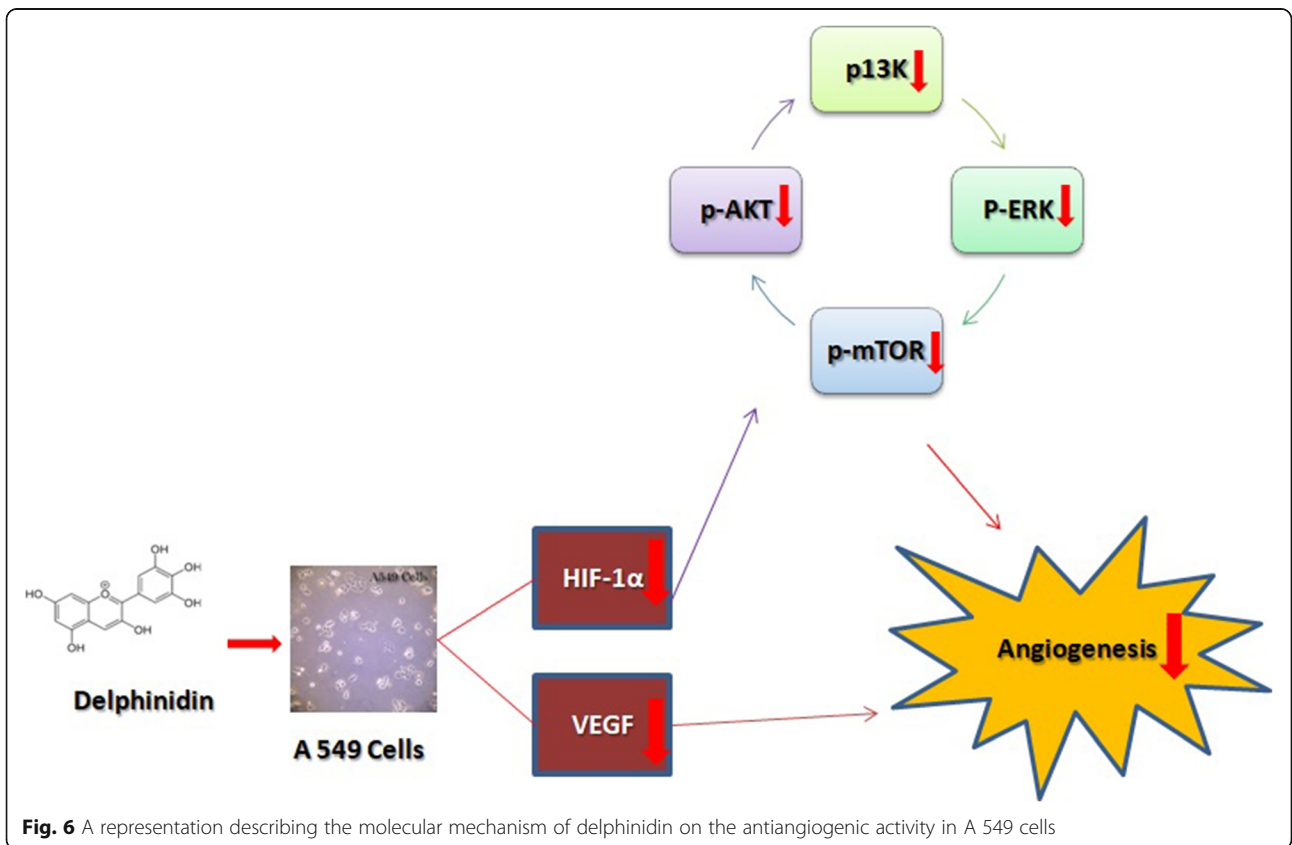 p13K
p-AKT
P-ERK
p-mTOR
OH
OH
HO
OH
OH
OH
A549 Cells
HIF-1α
Angiogenesis
Delphinidin
VEGF
A 549 Cells
Fig. 6 A representation describing the molecular mechanism of delphinidin on the antiangiogenic activity in A 549 cells